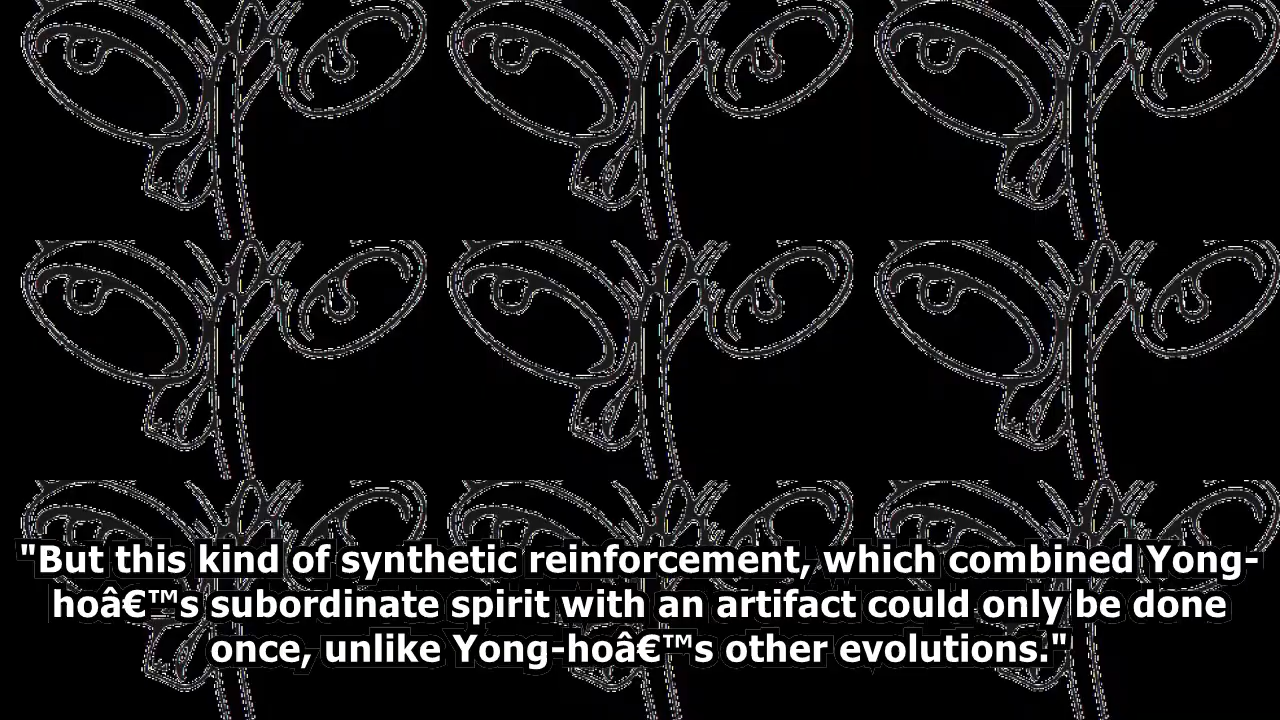 "But this kind of synthetic reinforcement, which combined Yong-
hoâ€™s subordinate spirit with an artifact could only be done
once, unlike Yong-hoâ€™s other evolutions."